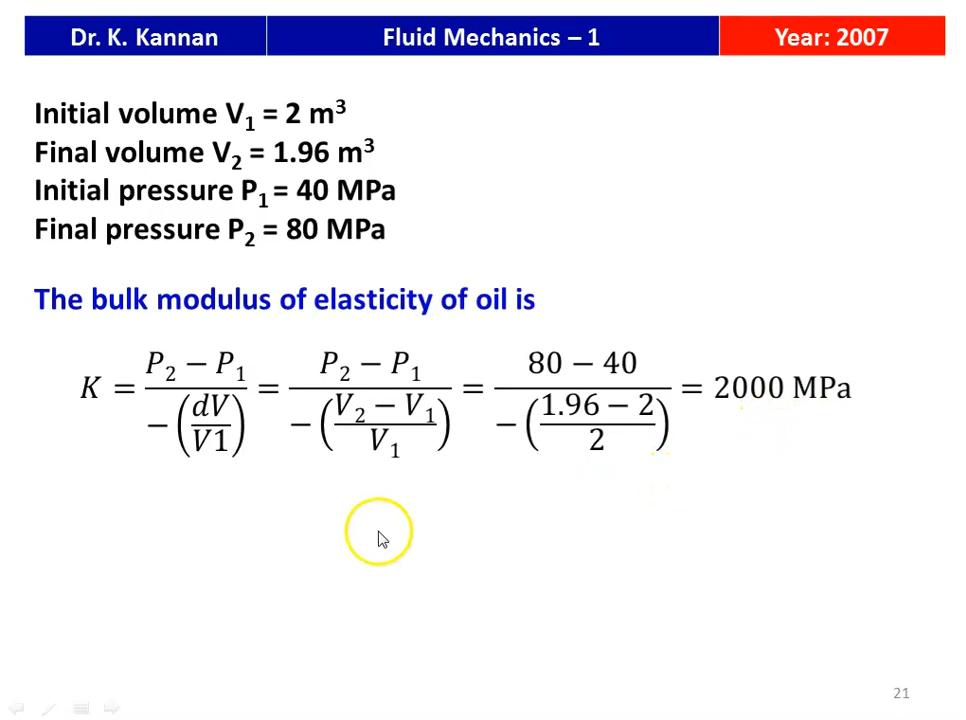 Dr. K. Kannan Fluid Mechanics – 1 Year: 2007
Initial volume V₁ = 2 m³
Final volume V₂ = 1.96 m³
Initial pressure P₁ = 40 MPa
Final pressure P₂ = 80 MPa
The bulk modulus of elasticity of oil is
K = (P₂ − P₁) / −(dV/V1) = (P₂ − P₁) / −((V₂ − V₁)/V₁) = (80 − 40) / −((1.96 − 2)/2) = 2000 MPa
21